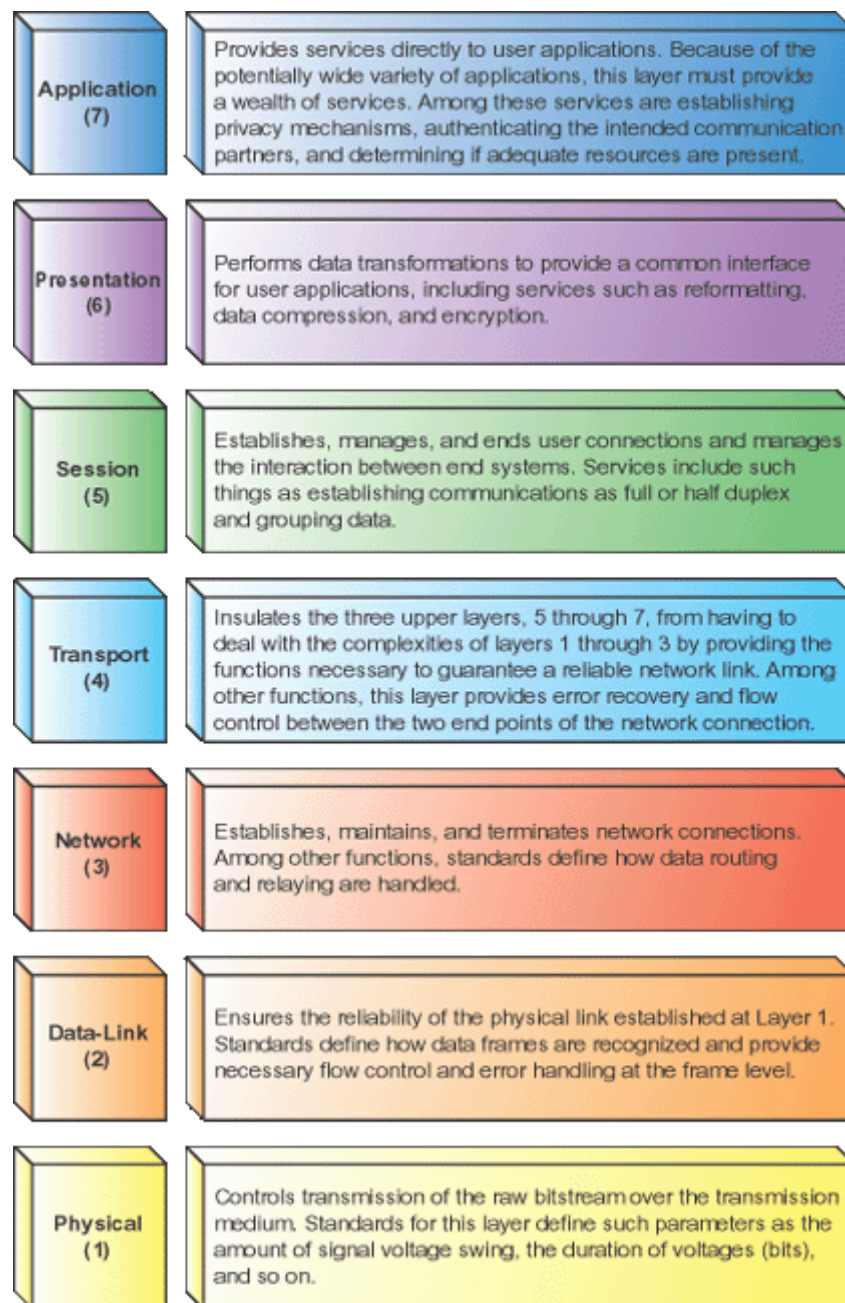 Application
(7)
Provides services directly to user applications. Because of the
potentially wide variety of applications, this layer must provide
a wealth of services. Among these services are establishing
privacy mechanisms, authenticating the intended communication
partners, and determining if adequate resources are present.
Presentation
(6)
Performs data transformations to provide a common interface
for user applications, including services such as reformatting,
data compression, and encryption.
Session
(5)
Establishes, manages, and ends user connections and manages
the interaction between end systems. Services include such
things as establishing communications as full or half duplex
and grouping data.
Transport
(4)
Insulates the three upper layers, 5 through 7, from having to
deal with the complexities of layers 1 through 3 by providing the
functions necessary to guarantee a reliable network link. Among
other functions, this layer provides error recovery and flow
control between the two end points of the network connection.
Network
(3)
Establishes, maintains, and terminates network connections.
Among other functions, standards define how data routing
and relaying are handled.
Data-Link
(2)
Ensures the reliability of the physical link established at Layer 1.
Standards define how data frames are recognized and provide
necessary flow control and error handling at the frame level.
Physical
(1)
Controls transmission of the raw bitstream over the transmission
medium. Standards for this layer define such parameters as the
amount of signal voltage swing, the duration of voltages (bits),
and so on.